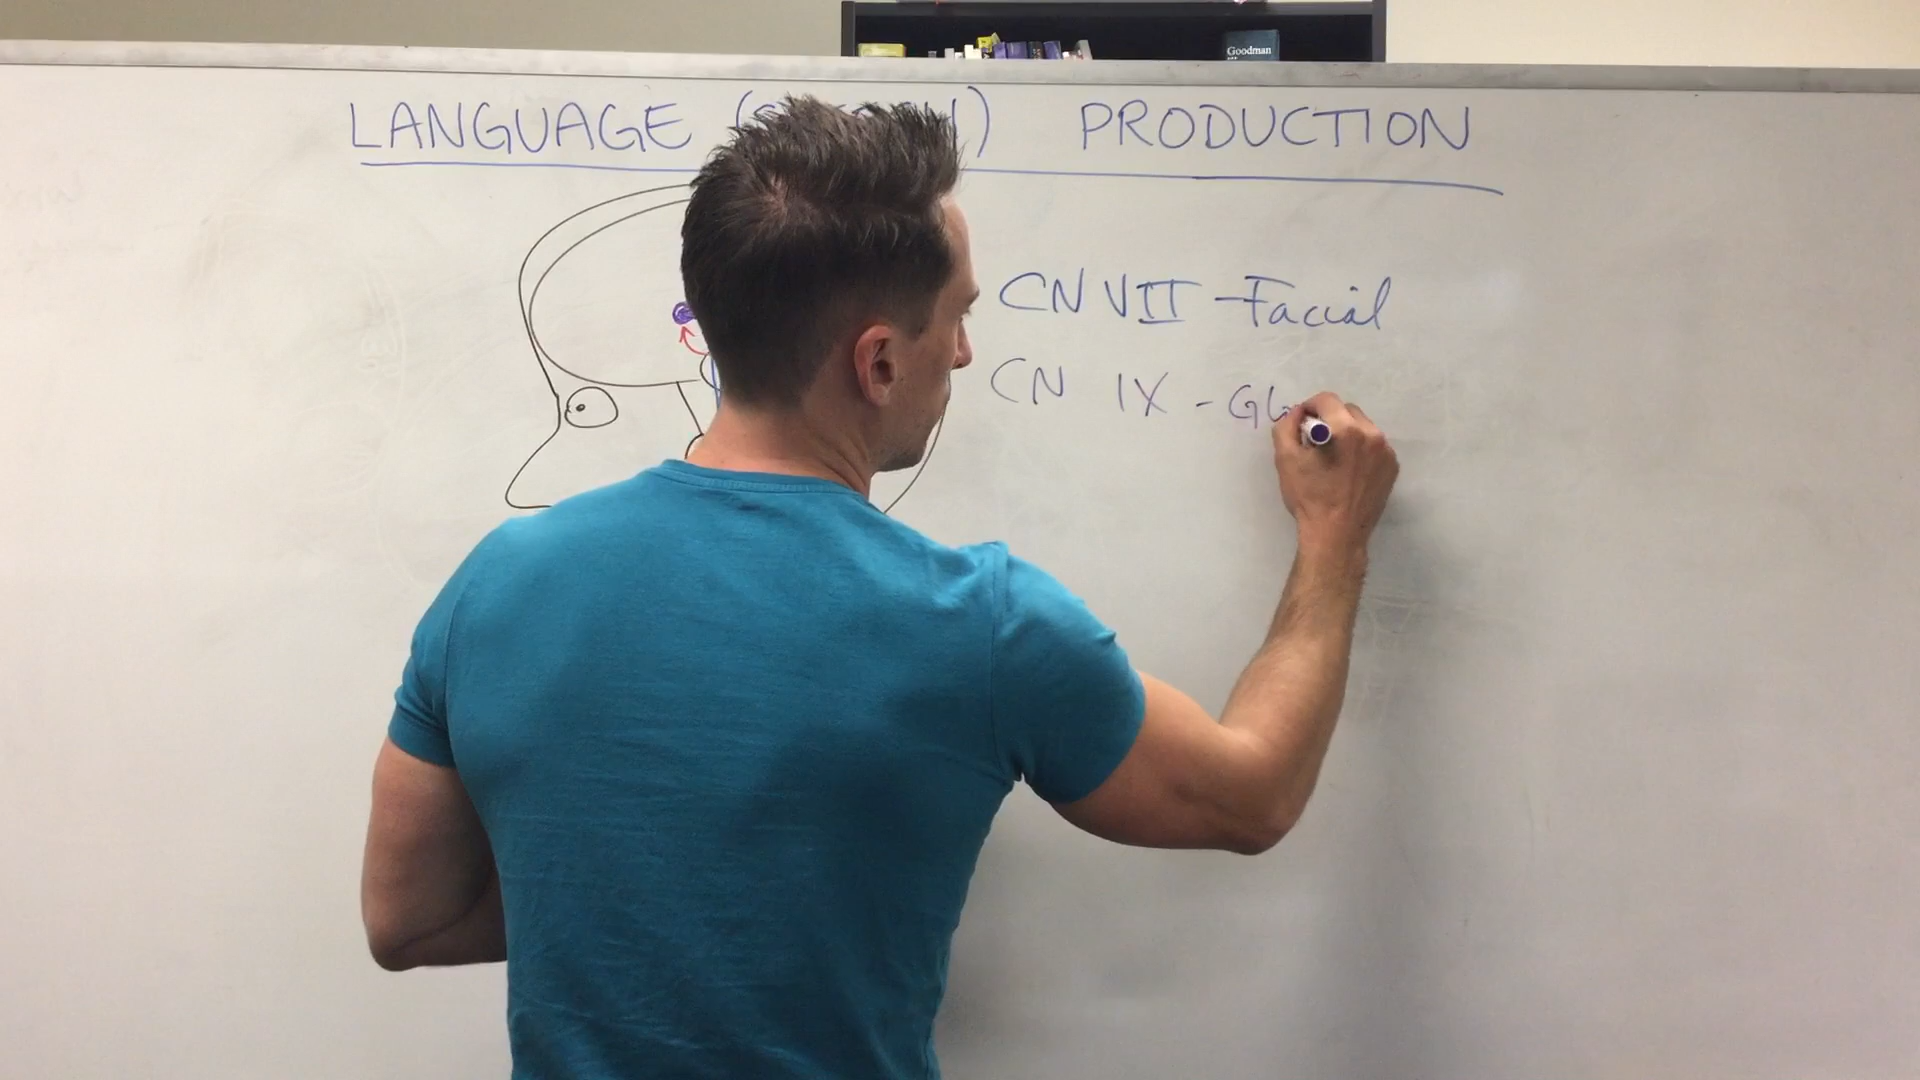 Goodman
LANGUAGE PRODUCTION
CN VII - Facial
CN IX - Gl